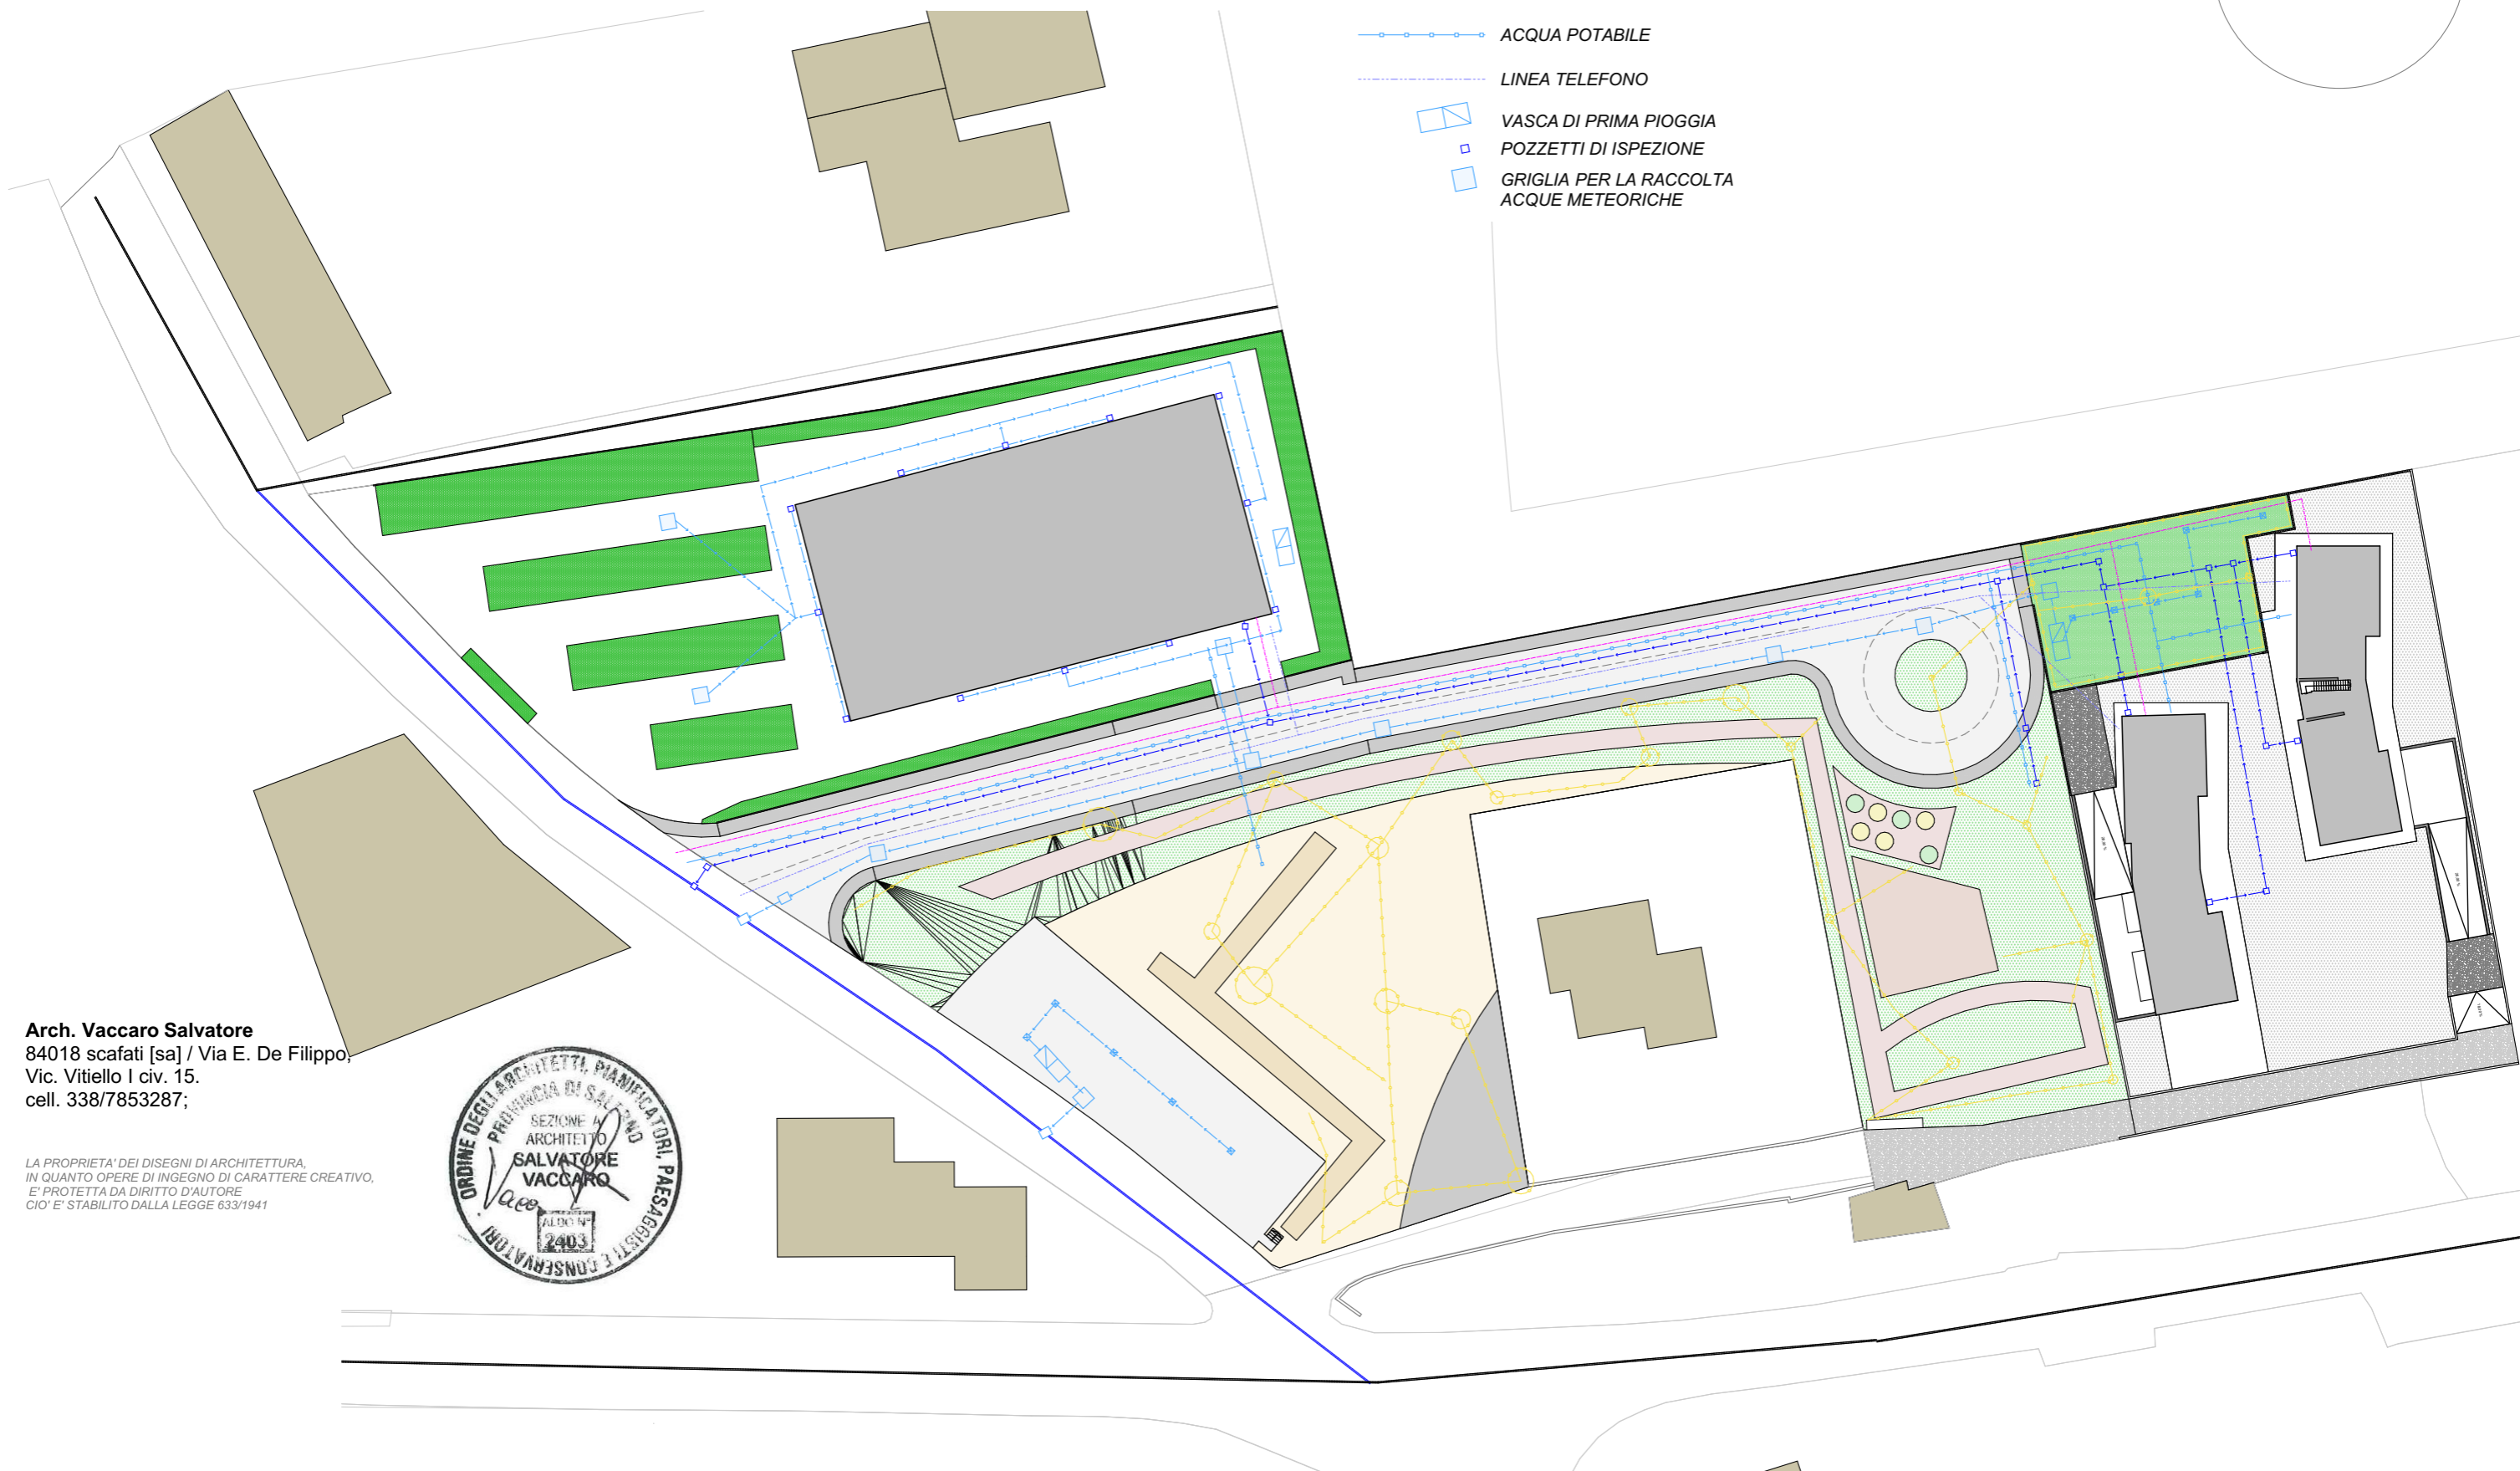 ACQUA POTABILE
LINEA TELEFONO
VASCA DI PRIMA PIOGGIA
POZZETTI DI ISPEZIONE
GRIGLIA PER LA RACCOLTA
ACQUE METEORICHE
Arch. Vaccaro Salvatore
84018 scafati [sa] / Via E. De Filippo,
Vic. Vitiello I civ. 15.
cell. 338/7853287;
LA PROPRIETA' DEI DISEGNI DI ARCHITETTURA,
IN QUANTO OPERE DI INGEGNO DI CARATTERE CREATIVO,
E' PROTETTA DA DIRITTO D'AUTORE
CIO' E' STABILITO DALLA LEGGE 633/1941
ORDINE DEGLI ARCHITETTI, PIANIFICATORI, PAESAGGISTI E CONSERVATORI
PROVINCIA DI SALERNO
SEZIONE A
ARCHITETTO
SALVATORE
VACCARO
ALBO N°
2403